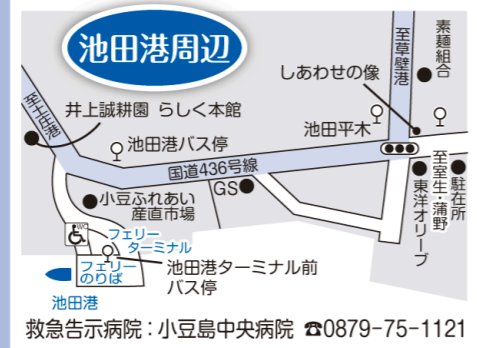 池田港周辺
至草壁港
素麺組合
しあわせの像
至土庄港
井上誠耕園 らしく本館
池田港バス停
池田平木
国道436号線
GS
小豆ふれあい
産直市場
東洋オリーブ
至室生・蒲野
駐在所
WC
フェリー
ターミナル
フェリー
のりば
池田港ターミナル前
バス停
池田港
救急告示病院:小豆島中央病院 ☎0879-75-1121